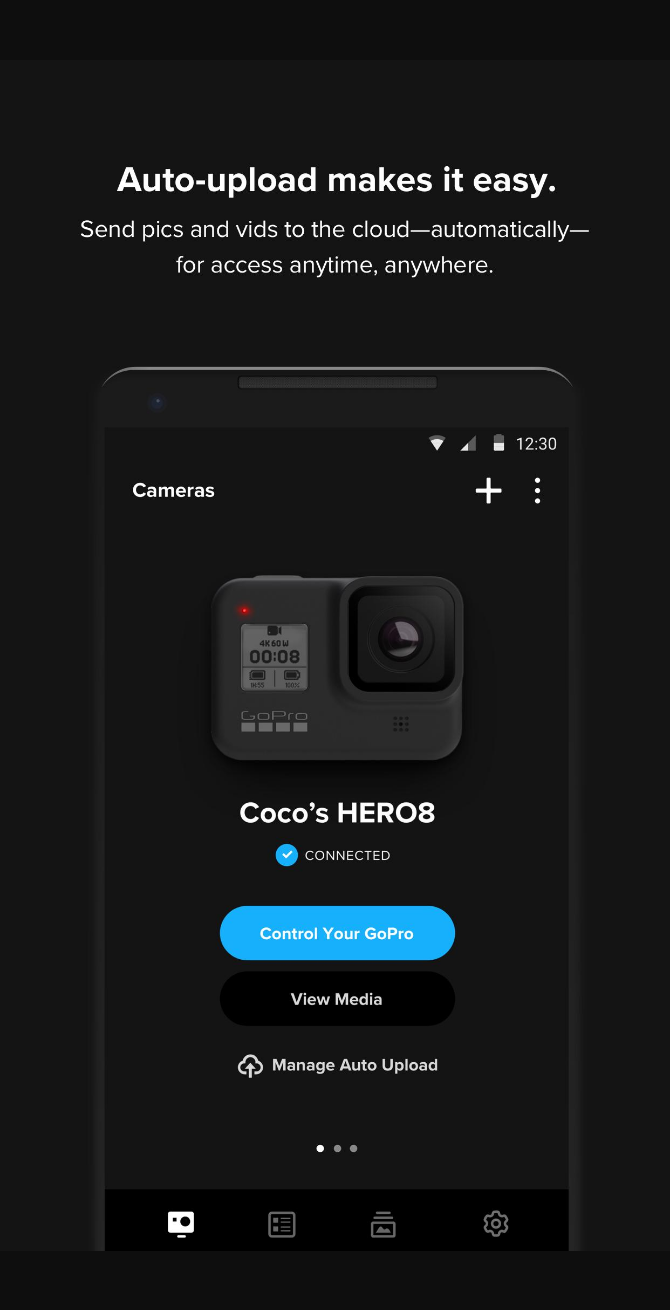 Auto-upload makes it easy.
Send pics and vids to the cloud—automatically—
for access anytime, anywhere.
12:30
Cameras
4K 60 W
00:08
GoPro
Coco’s HERO8
CONNECTED
Control Your GoPro
View Media
Manage Auto Upload